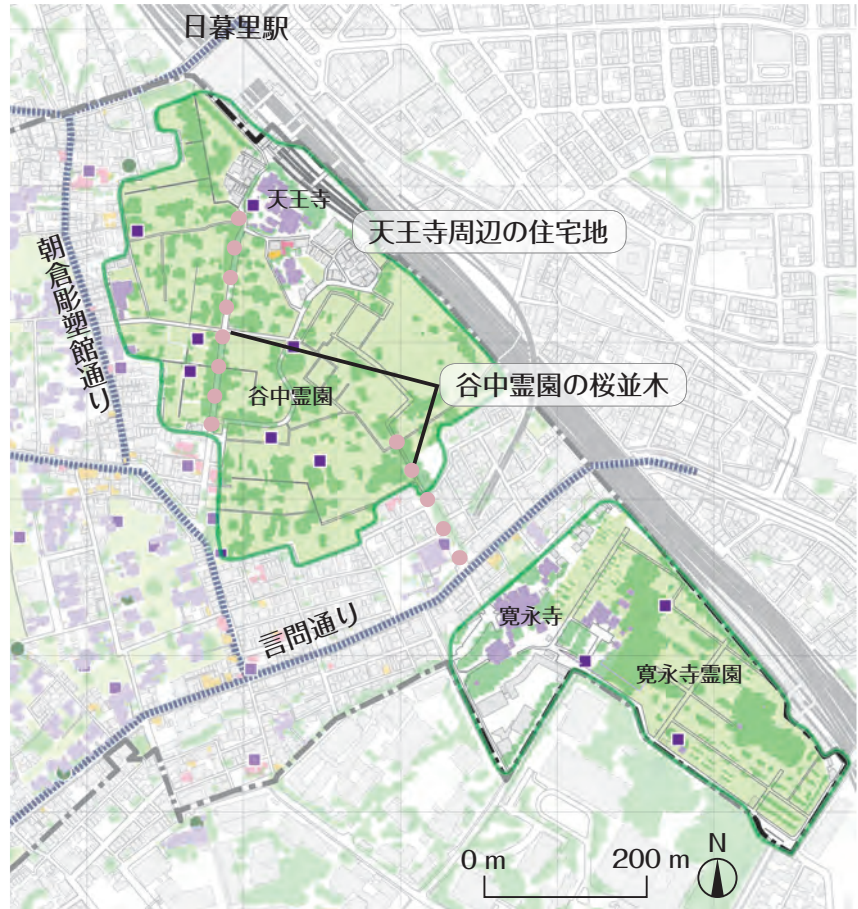 日暮里駅
天王寺
天王寺周辺の住宅地
朝倉彫塑館通り
谷中霊園の桜並木
谷中霊園
言問通り
寛永寺
寛永寺霊園
0 m
200 m
N